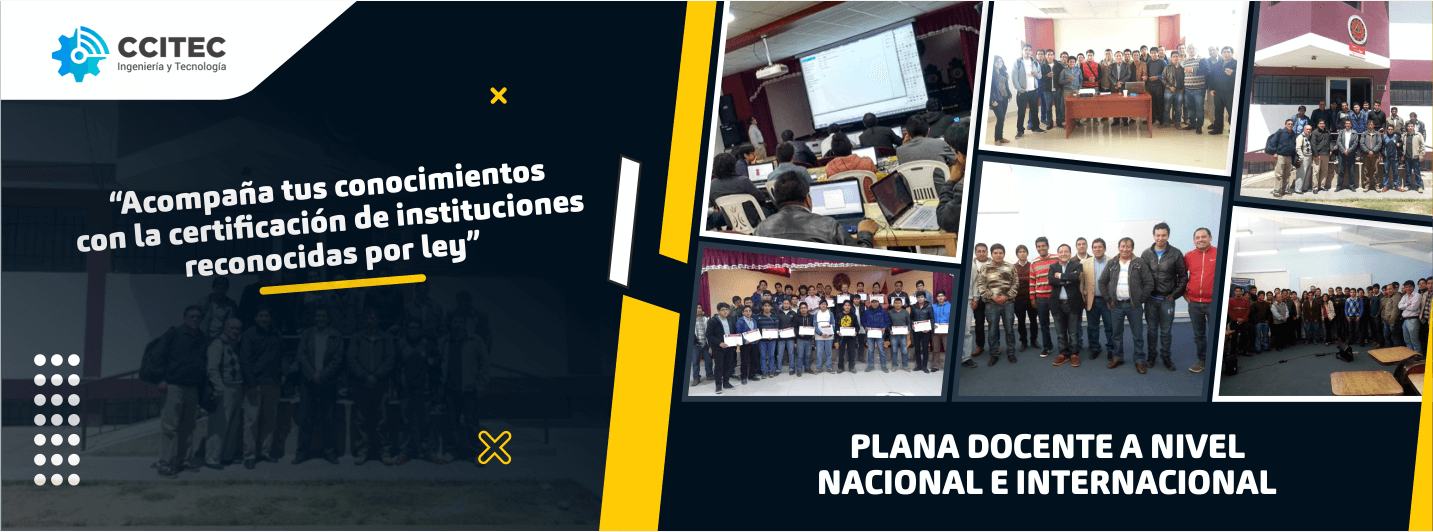 CCITEC
Ingeniería y Tecnología
“Acompaña tus conocimientos
con la certificación de instituciones
reconocidas por ley”
PLANA DOCENTE A NIVEL
NACIONAL E INTERNACIONAL